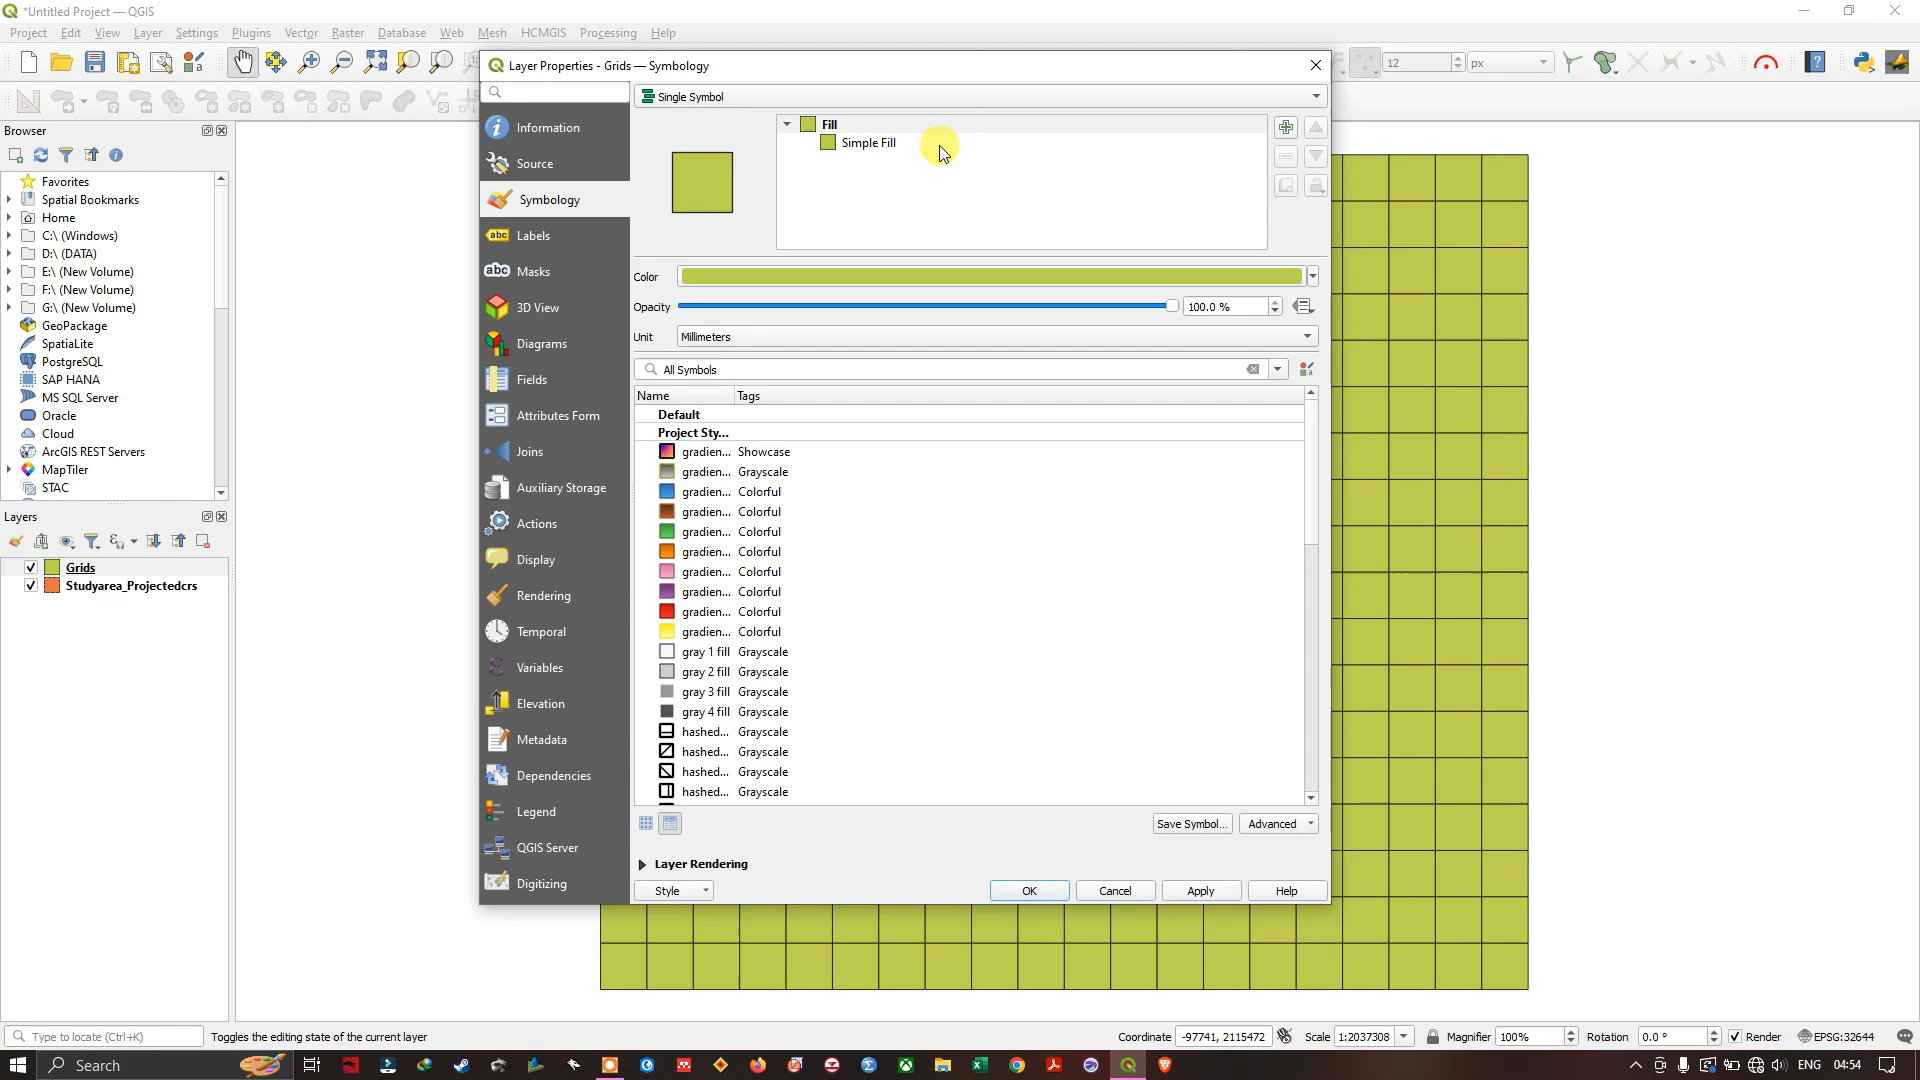 *Untitled Project — QGIS
Project Edit View Layer Settings Plugins Vector Raster Database Web Mesh HCMGIS Processing Help
12 px
Browser
Favorites
Spatial Bookmarks
Home
C:\ (Windows)
D:\ (DATA)
E:\ (New Volume)
F:\ (New Volume)
G:\ (New Volume)
GeoPackage
SpatiaLite
PostgreSQL
SAP HANA
MS SQL Server
Oracle
Cloud
ArcGIS REST Servers
MapTiler
STAC
Layers
Grids
Studyarea_Projectedcrs
Layer Properties - Grids — Symbology
Information
Source
Symbology
abc Labels
abc Masks
3D View
Diagrams
Fields
Attributes Form
Joins
Auxiliary Storage
Actions
Display
Rendering
Temporal
Variables
Elevation
Metadata
Dependencies
Legend
QGIS Server
Digitizing
Single Symbol
Fill
Simple Fill
Color
Opacity 100.0 %
Unit Millimeters
All Symbols
Name Tags
Default
Project Sty...
gradien... Showcase
gradien... Grayscale
gradien... Colorful
gradien... Colorful
gradien... Colorful
gradien... Colorful
gradien... Colorful
gradien... Colorful
gradien... Colorful
gradien... Colorful
gray 1 fill Grayscale
gray 2 fill Grayscale
gray 3 fill Grayscale
gray 4 fill Grayscale
hashed... Grayscale
hashed... Grayscale
hashed... Grayscale
hashed... Grayscale
Save Symbol... Advanced
Layer Rendering
Style OK Cancel Apply Help
Type to locate (Ctrl+K) Toggles the editing state of the current layer Coordinate -97741, 2115472 Scale 1:2037308 Magnifier 100% Rotation 0.0 ° Render EPSG:32644
Search ENG 04:54